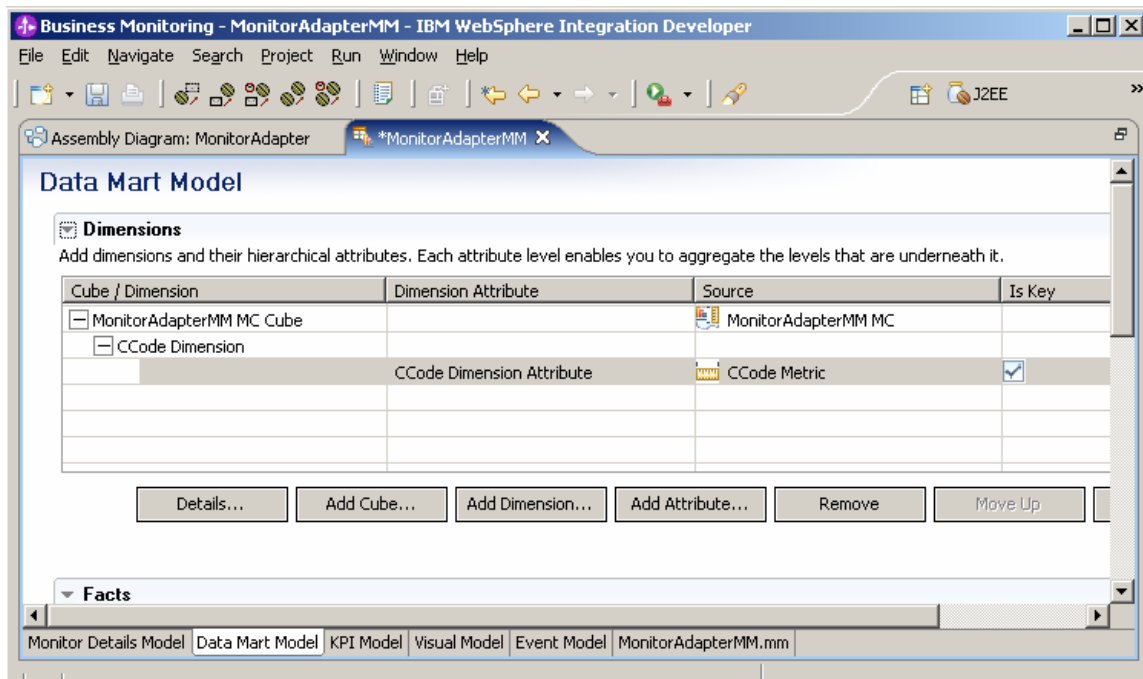 Business Monitoring - MonitorAdapterMM - IBM WebSphere Integration Developer
File Edit Navigate Search Project Run Window Help
J2EE
»
Assembly Diagram: MonitorAdapter *MonitorAdapterMM
Data Mart Model
Dimensions
Add dimensions and their hierarchical attributes. Each attribute level enables you to aggregate the levels that are underneath it.
Cube / Dimension Dimension Attribute Source Is Key
MonitorAdapterMM MC Cube MonitorAdapterMM MC
CCode Dimension
CCode Dimension Attribute CCode Metric
Details... Add Cube... Add Dimension... Add Attribute... Remove Move Up
Facts
Monitor Details Model Data Mart Model KPI Model Visual Model Event Model MonitorAdapterMM.mm